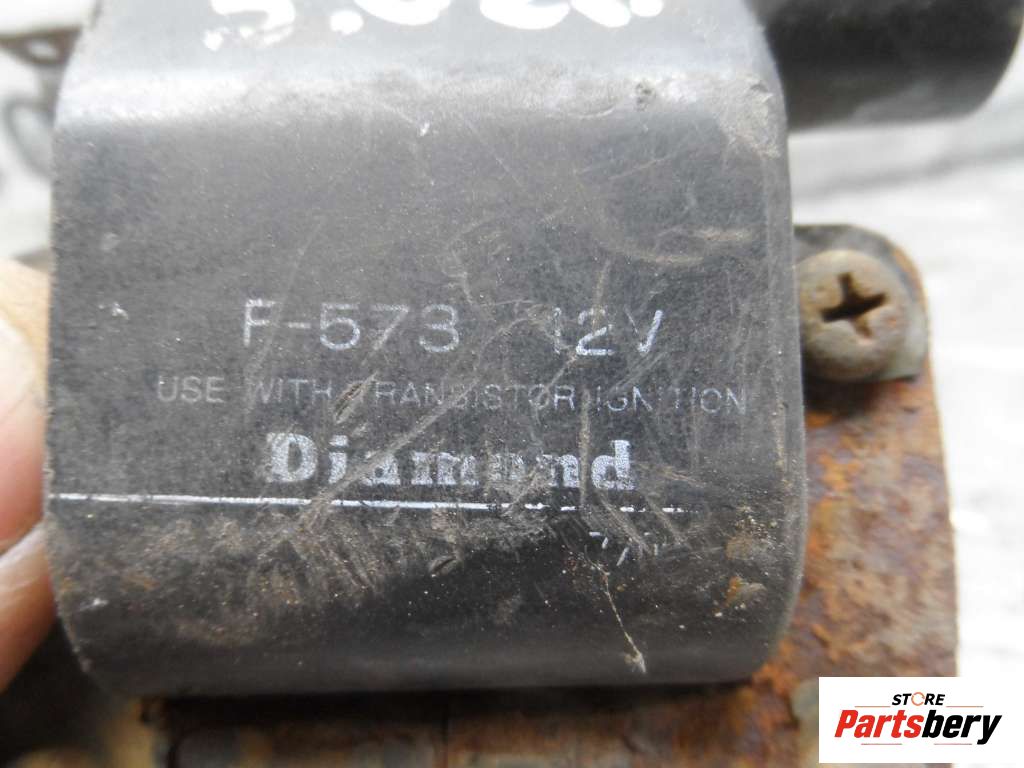 F-573 12V
USE WITH TRANSISTOR IGNITION
Diamond
STORE
Partsbery